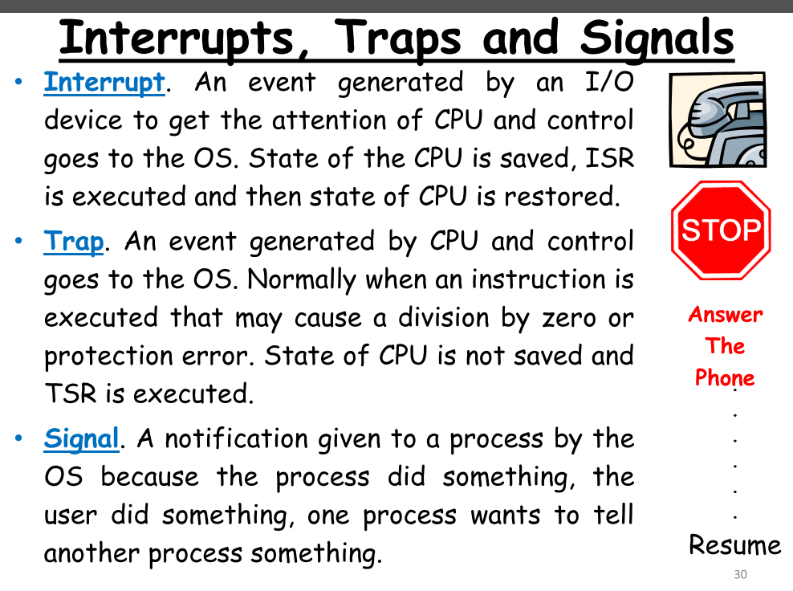 Interrupts, Traps and Signals
• Interrupt. An event generated by an I/O
device to get the attention of CPU and control
goes to the OS. State of the CPU is saved, ISR
is executed and then state of CPU is restored.
• Trap. An event generated by CPU and control
goes to the OS. Normally when an instruction is
executed that may cause a division by zero or
protection error. State of CPU is not saved and
TSR is executed.
• Signal. A notification given to a process by the
OS because the process did something, the
user did something, one process wants to tell
another process something.
STOP
Answer
The
Phone
.
.
.
.
.
.
Resume
30